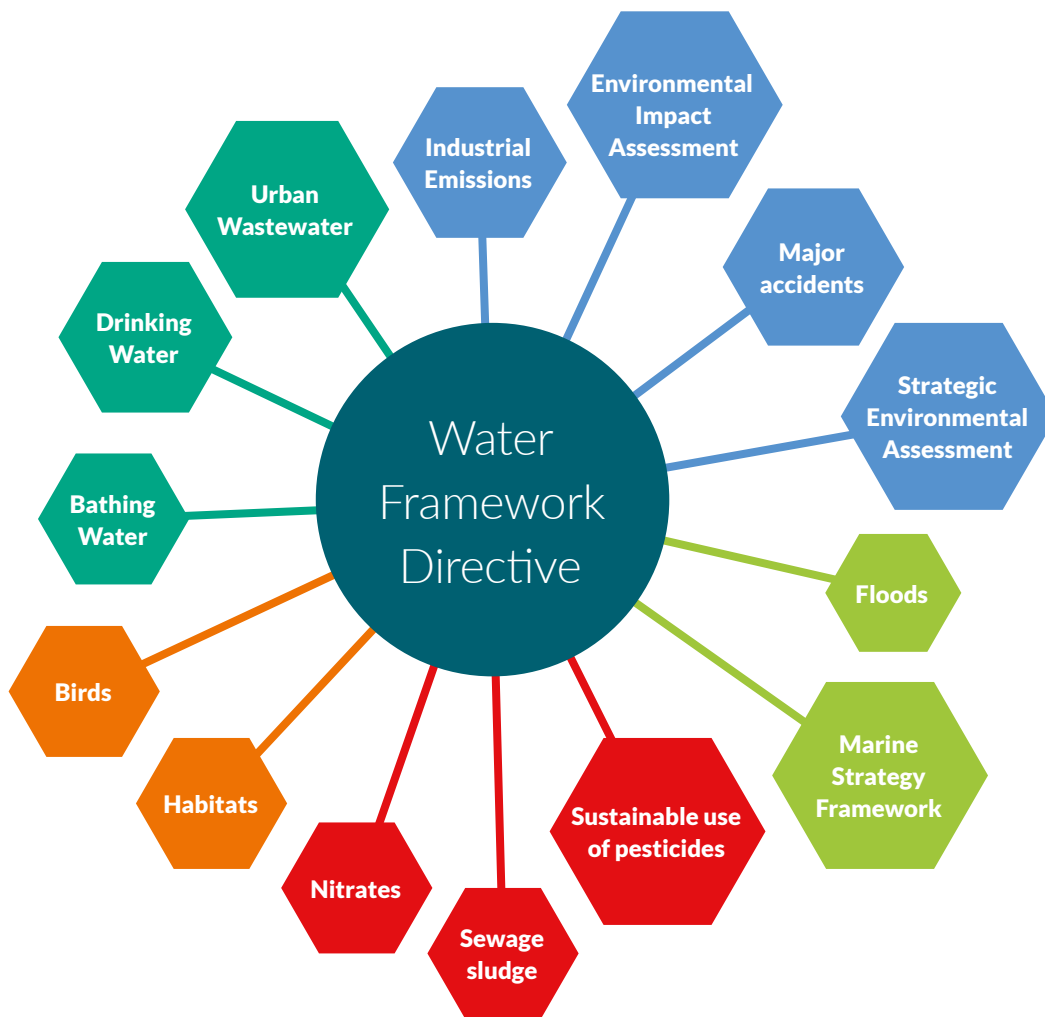 Environmental
Impact
Assessment
Industrial
Emissions
Urban
Wastewater
Major
accidents
Drinking
Water
Strategic
Environmental
Assessment
Water
Framework
Directive
Bathing
Water
Floods
Birds
Habitats
Marine
Strategy
Framework
Sustainable use
of pesticides
Nitrates
Sewage
sludge